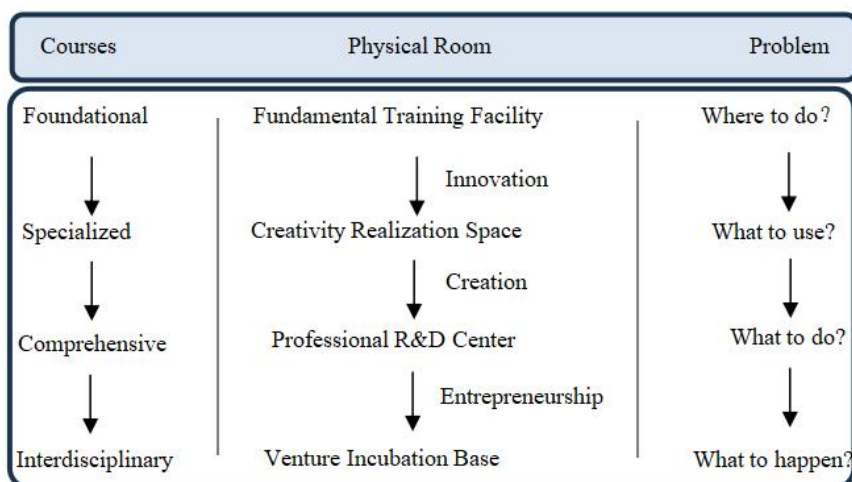 Courses Physical Room Problem
Foundational Fundamental Training Facility Where to do?
Innovation
Specialized Creativity Realization Space What to use?
Creation
Comprehensive Professional R&D Center What to do?
Entrepreneurship
Interdisciplinary Venture Incubation Base What to happen?